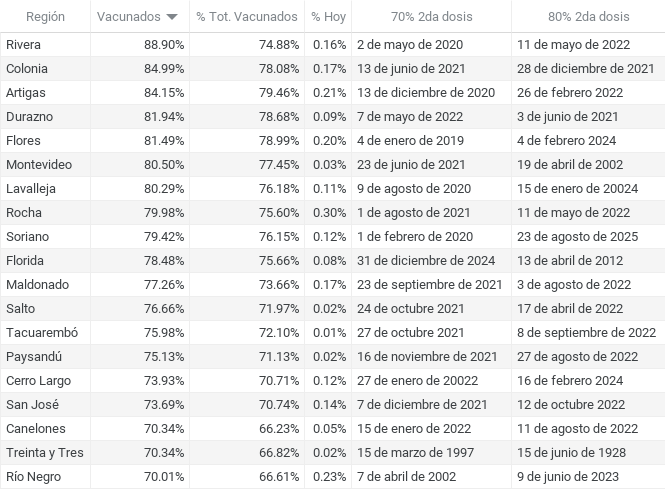 Región Vacunados % Tot. Vacunados % Hoy 70% 2da dosis 80% 2da dosis
Rivera 88.90% 74.88% 0.16% 2 de mayo de 2020 11 de mayo de 2022
Colonia 84.99% 78.08% 0.17% 13 de junio de 2021 28 de diciembre de 2021
Artigas 84.15% 79.46% 0.21% 13 de diciembre de 2020 26 de febrero 2022
Durazno 81.94% 78.68% 0.09% 7 de mayo de 2022 3 de junio de 2021
Flores 81.49% 78.99% 0.20% 4 de enero de 2019 4 de febrero 2024
Montevideo 80.50% 77.45% 0.03% 23 de junio de 2021 19 de abril de 2002
Lavalleja 80.29% 76.18% 0.11% 9 de agosto de 2020 15 de enero de 20024
Rocha 79.98% 75.60% 0.30% 1 de agosto de 2021 11 de mayo de 2022
Soriano 79.42% 76.15% 0.12% 1 de febrero de 2020 23 de agosto de 2025
Florida 78.48% 75.66% 0.08% 31 de diciembre de 2024 13 de abril de 2012
Maldonado 77.26% 73.66% 0.17% 23 de septiembre de 2021 3 de agosto de 2022
Salto 76.66% 71.97% 0.02% 24 de octubre 2021 17 de abril de 2022
Tacuarembó 75.98% 72.10% 0.01% 27 de octubre de 2021 8 de septiembre de 2022
Paysandú 75.13% 71.13% 0.02% 16 de noviembre de 2021 27 de agosto de 2022
Cerro Largo 73.93% 70.71% 0.12% 27 de enero de 20022 16 de febrero 2024
San José 73.69% 70.74% 0.14% 7 de diciembre de 2021 12 de octubre 2022
Canelones 70.34% 66.23% 0.05% 15 de enero de 2022 11 de agosto de 2022
Treinta y Tres 70.34% 66.82% 0.02% 15 de marzo de 1997 15 de junio de 1928
Río Negro 70.01% 66.61% 0.23% 7 de abril de 2002 9 de junio de 2023